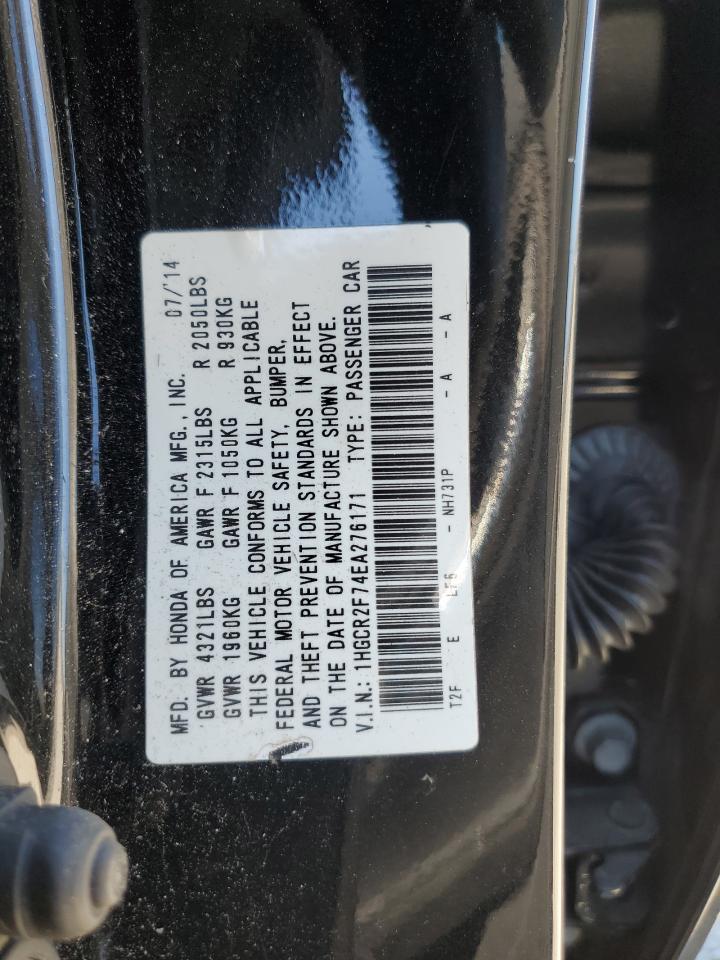 MFD. BY HONDA OF AMERICA MFG., INC. 07/'14
GVWR 4321LBS GAWR F 2315LBS R 2050LBS
GVWR 1960KG GAWR F 1050KG R 930KG
THIS VEHICLE CONFORMS TO ALL APPLICABLE
FEDERAL MOTOR VEHICLE SAFETY, BUMPER,
AND THEFT PREVENTION STANDARDS IN EFFECT
ON THE DATE OF MANUFACTURE SHOWN ABOVE.
V.I.N.: 1HGCR2F74EA276171 TYPE: PASSENGER CAR
T2F E LF6 - NH731P - A - A